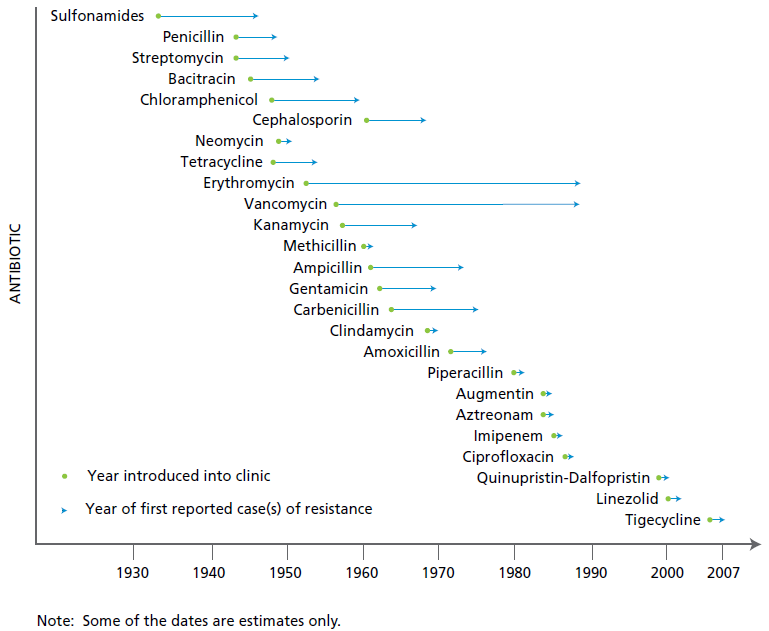 Sulfonamides
Penicillin
Streptomycin
Bacitracin
Chloramphenicol
Cephalosporin
Neomycin
Tetracycline
Erythromycin
Vancomycin
Kanamycin
Methicillin
Ampicillin
Gentamicin
Carbenicillin
Clindamycin
Amoxicillin
Piperacillin
Augmentin
Aztreonam
Imipenem
Ciprofloxacin
Quinupristin-Dalfopristin
Linezolid
Tigecycline
ANTIBIOTIC
Year introduced into clinic
Year of first reported case(s) of resistance
1930 1940 1950 1960 1970 1980 1990 2000 2007
Note: Some of the dates are estimates only.